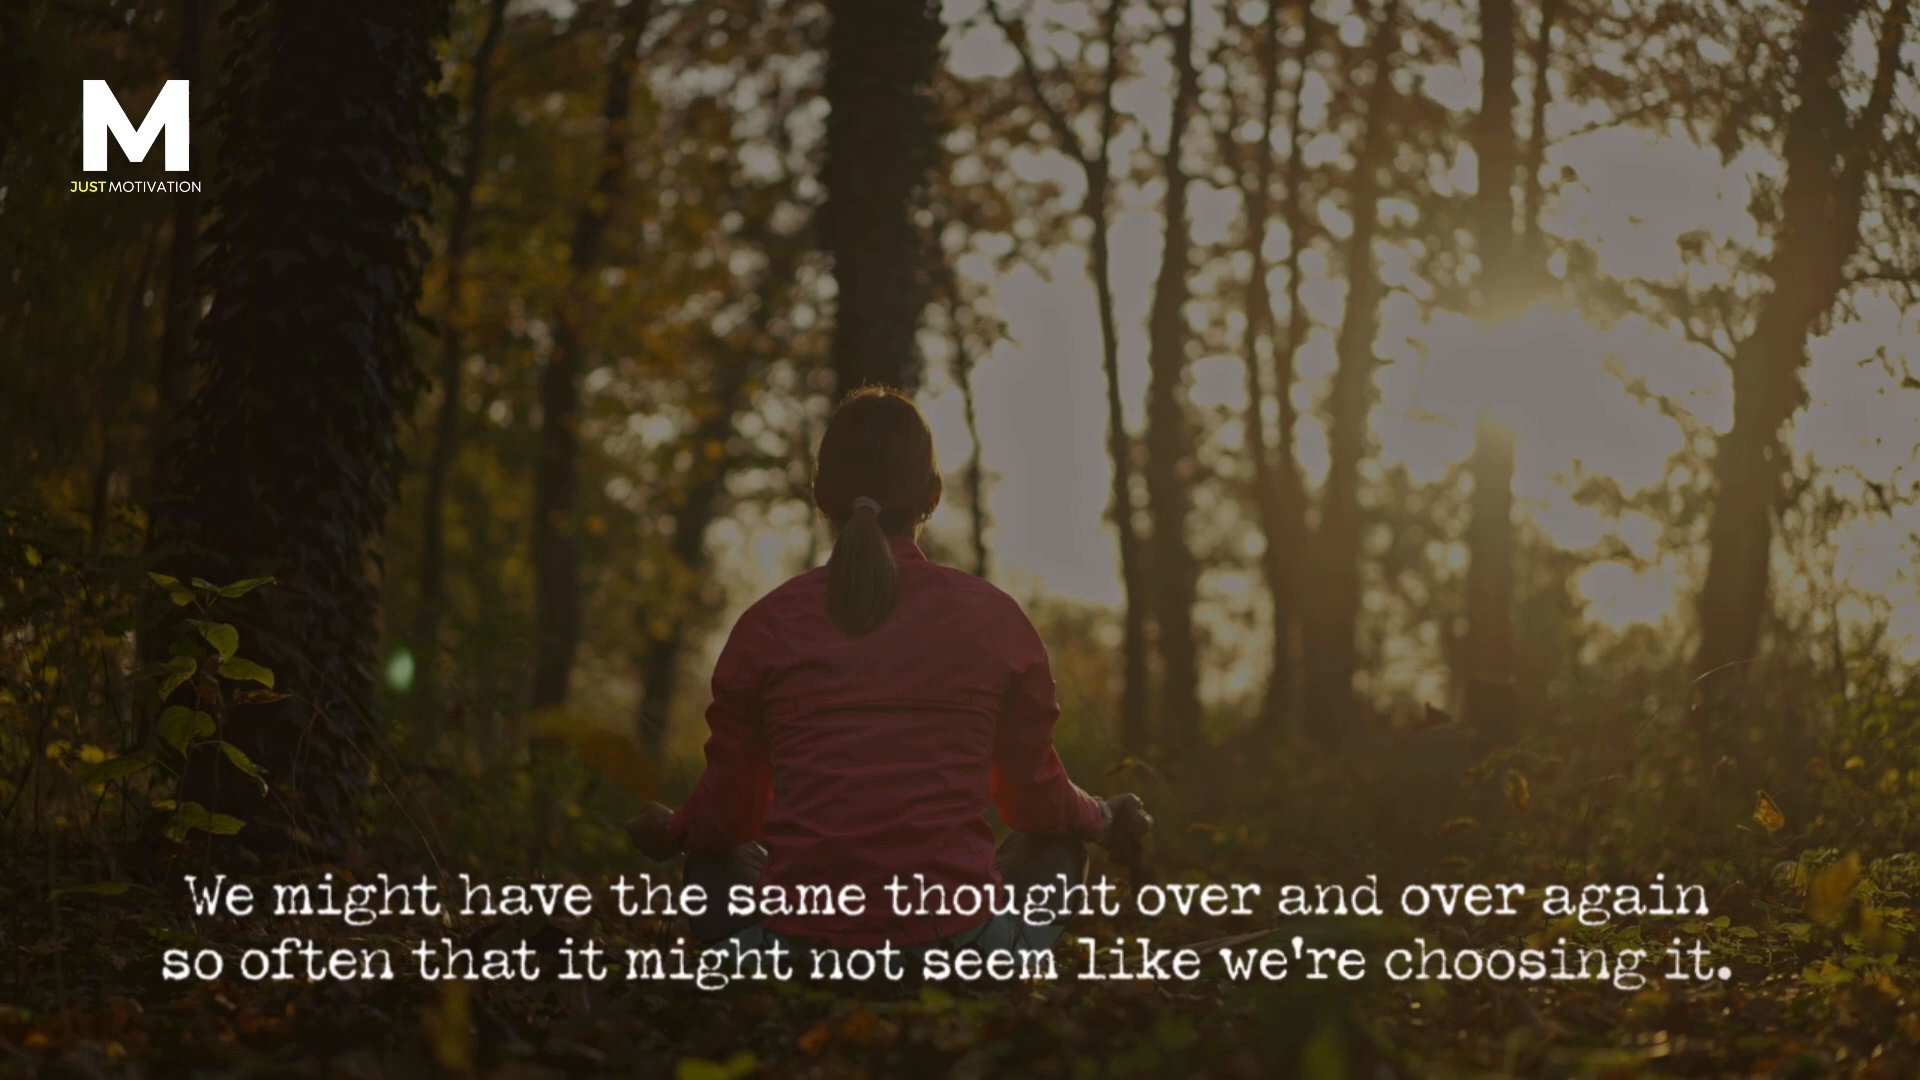 M
JUST MOTIVATION
We might have the same thought over and over again
so often that it might not seem like we're choosing it.